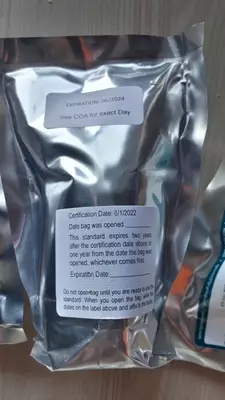 EXPIRATION: 06/2024
See COA for exact Day
Certification Date: 6/1/2022
Date bag was opened:
This standard expires two years
after the certification date above, or
one year from the date the bag was
opened, whichever comes first.
Expiration Date:
Do not open bag until you are ready to use the
standard. When you open the bag, write the
dates on the label above and affix to the bottle.